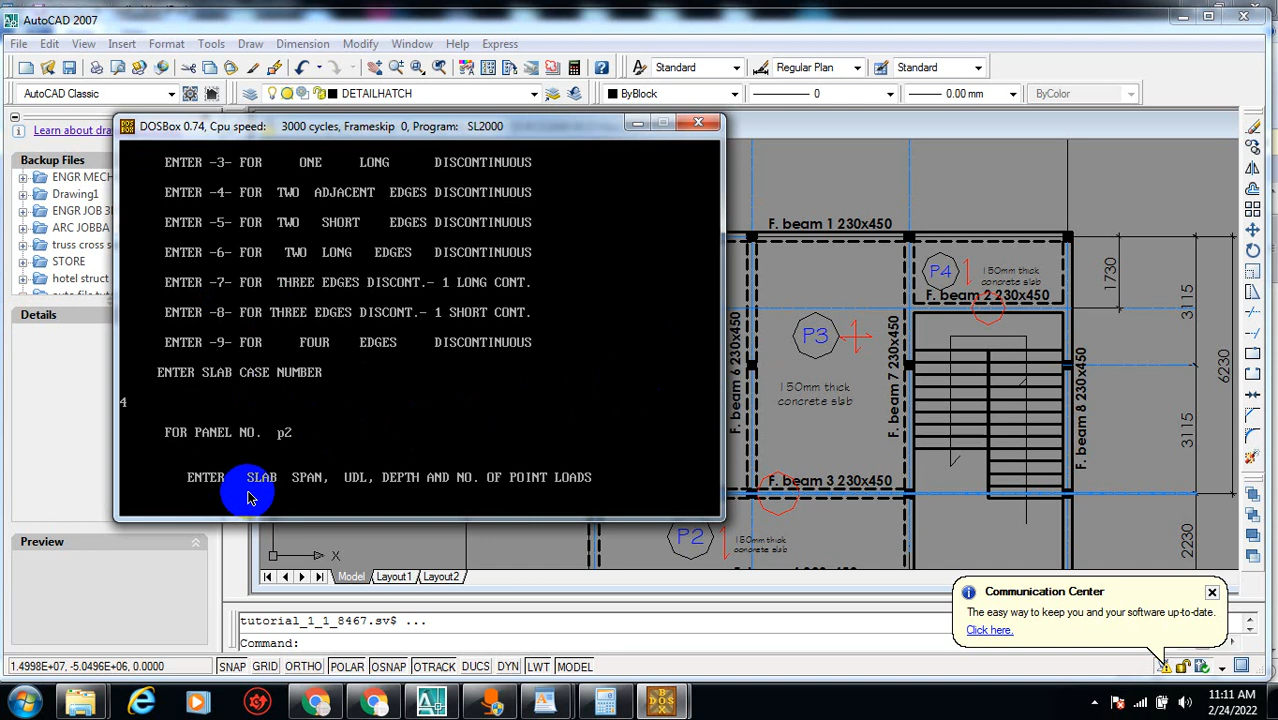 AutoCAD 2007
File Edit View Insert Format Tools Draw Dimension Modify Window Help Express
Standard Regular Plan Standard
AutoCAD Classic DETAILHATCH ByBlock 0 0.00 mm ByColor
Learn about
Backup Files
ENGR MECH
Drawing1
ENGR JOB
ARC JOBBA
truss cross
STORE
hotel struct
Details
Preview
DOSBox 0.74, Cpu speed: 3000 cycles, Frameskip 0, Program: SL2000
ENTER -3- FOR ONE LONG DISCONTINUOUS
ENTER -4- FOR TWO ADJACENT EDGES DISCONTINUOUS
ENTER -5- FOR TWO SHORT EDGES DISCONTINUOUS
ENTER -6- FOR TWO LONG EDGES DISCONTINUOUS
ENTER -7- FOR THREE EDGES DISCONT.- 1 LONG CONT.
ENTER -8- FOR THREE EDGES DISCONT.- 1 SHORT CONT.
ENTER -9- FOR FOUR EDGES DISCONTINUOUS
ENTER SLAB CASE NUMBER
4
FOR PANEL NO. p2
ENTER SLAB SPAN, UDL, DEPTH AND NO. OF POINT LOADS
F. beam 1 230x450
P4
150mm thick
concrete slab
F. beam 2 230x450
1730
3115
P3
150mm thick
concrete slab
F. beam 6 230x450
F. beam 7 230x450
F. beam 8 230x450
6230
3115
F. beam 3 230x450
P2
150mm thick
concrete slab
2230
X
Model Layout1 Layout2
tutorial_1_1_8467.sv$ ...
Command:
Communication Center
The easy way to keep you and your software up-to-date.
Click here.
1.4998E+07, -5.0496E+06, 0.0000 SNAP GRID ORTHO POLAR OSNAP OTRACK DUCS DYN LWT MODEL
11:11 AM
2/24/2022